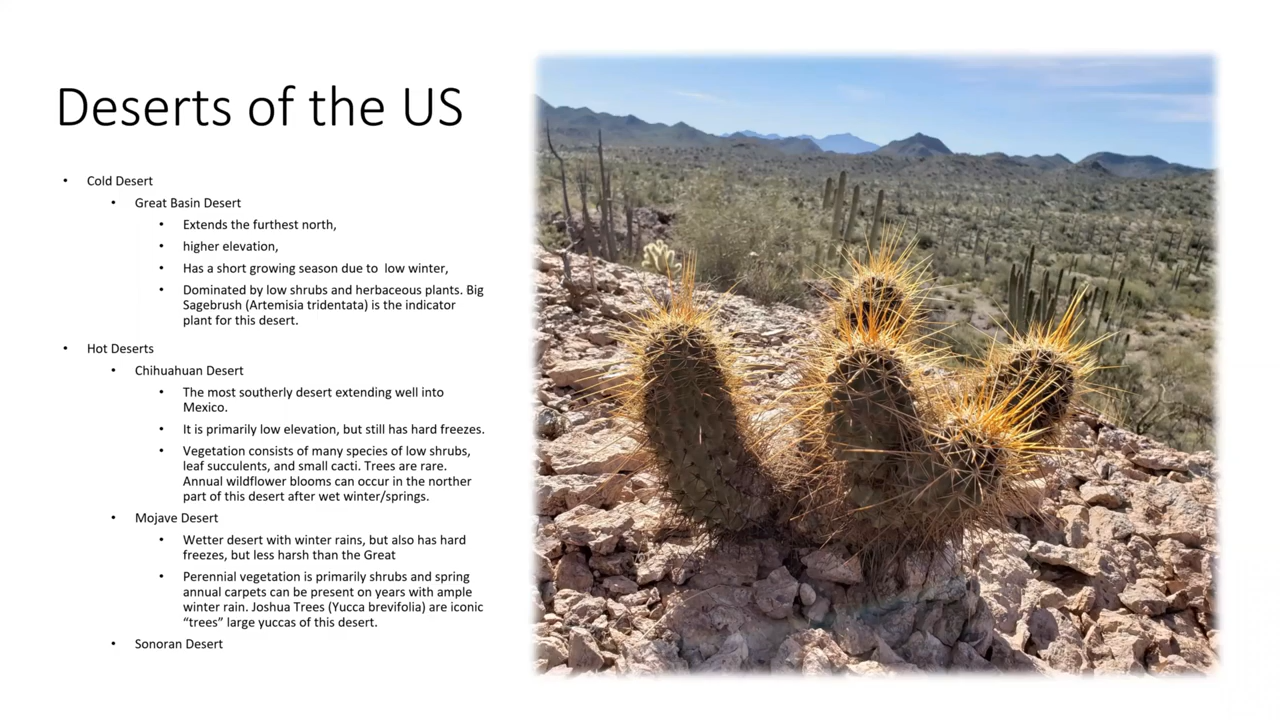 Deserts of the US
• Cold Desert
• Great Basin Desert
• Extends the furthest north,
• higher elevation,
• Has a short growing season due to  low winter,
• Dominated by low shrubs and herbaceous plants. Big
Sagebrush (Artemisia tridentata) is the indicator
plant for this desert.
• Hot Deserts
• Chihuahuan Desert
• The most southerly desert extending well into
Mexico.
• It is primarily low elevation, but still has hard freezes.
• Vegetation consists of many species of low shrubs,
leaf succulents, and small cacti. Trees are rare.
Annual wildflower blooms can occur in the norther
part of this desert after wet winter/springs.
• Mojave Desert
• Wetter desert with winter rains, but also has hard
freezes, but less harsh than the Great
• Perennial vegetation is primarily shrubs and spring
annual carpets can be present on years with ample
winter rain. Joshua Trees (Yucca brevifolia) are iconic
“trees” large yuccas of this desert.
• Sonoran Desert